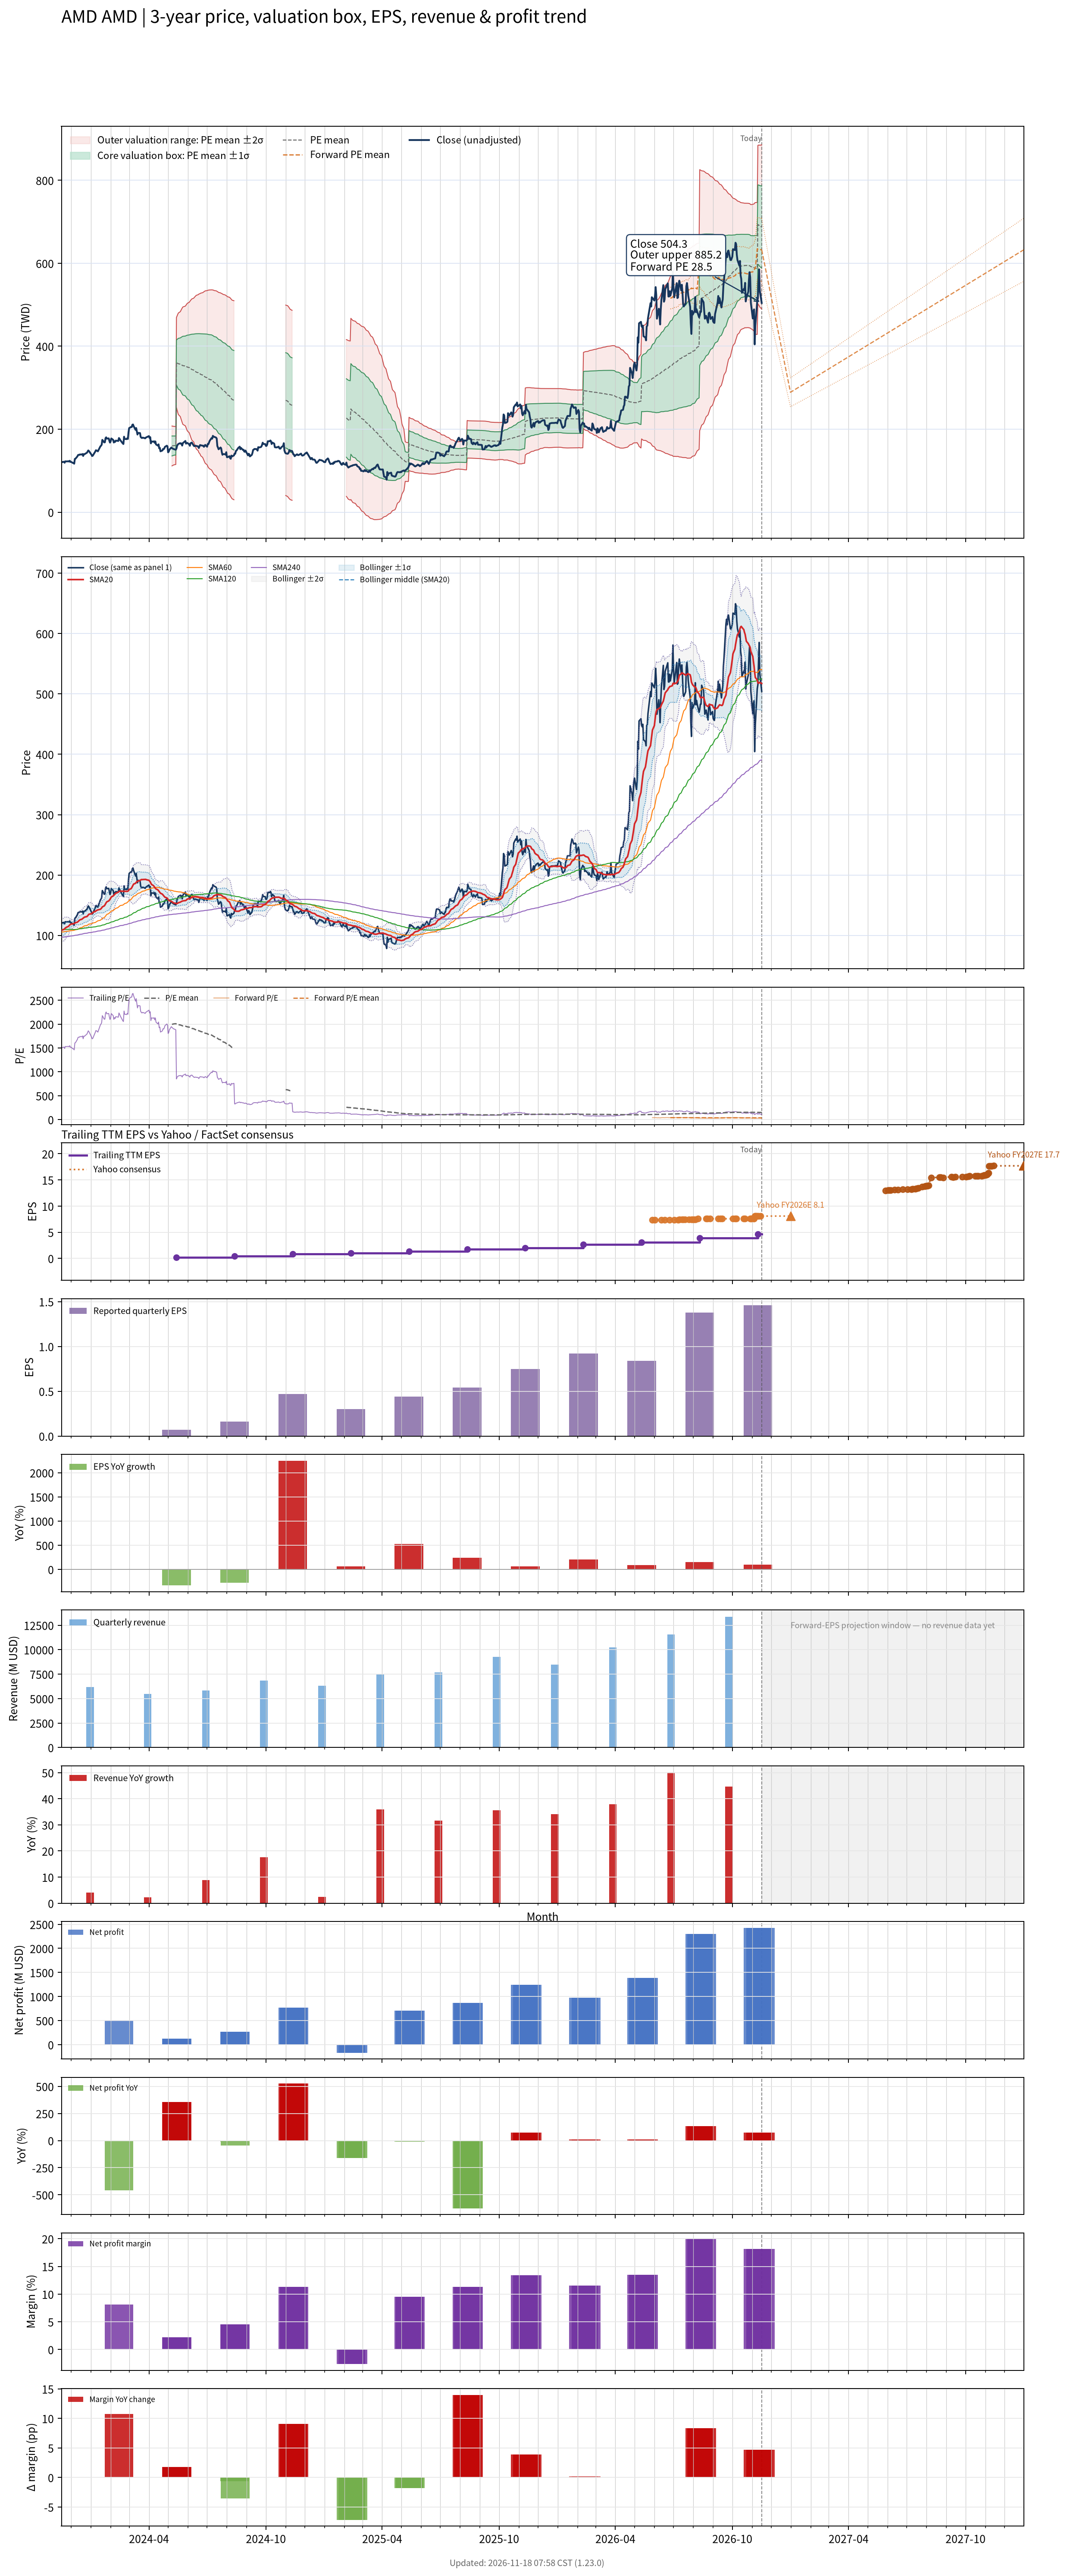 AMD AMD | 3-year price, valuation box, EPS, revenue & profit trend
Outer valuation range: PE mean ±2σ
Core valuation box: PE mean ±1σ
PE mean
Forward PE mean
Close (unadjusted)
Today
Close 504.3
Outer upper 885.2
Forward PE 28.5
Price (TWD)
800
600
400
200
0
Close (same as panel 1)
SMA20
SMA60
SMA120
SMA240
Bollinger ±2σ
Bollinger ±1σ
Bollinger middle (SMA20)
Price
700
600
500
400
300
200
100
Trailing P/E
P/E mean
Forward P/E
Forward P/E mean
P/E
2500
2000
1500
1000
500
0
Trailing TTM EPS vs Yahoo / FactSet consensus
Trailing TTM EPS
Yahoo consensus
Today
Yahoo FY2026E 8.1
Yahoo FY2027E 17.7
EPS
20
15
10
5
0
Reported quarterly EPS
EPS
1.5
1.0
0.5
0.0
EPS YoY growth
YoY (%)
2000
1500
1000
500
0
Quarterly revenue
Forward-EPS projection window — no revenue data yet
Revenue (M USD)
12500
10000
7500
5000
2500
0
Revenue YoY growth
YoY (%)
50
40
30
20
10
0
Month
Net profit
Net profit (M USD)
2500
2000
1500
1000
500
0
Net profit YoY
YoY (%)
500
250
0
-250
-500
Net profit margin
Margin (%)
20
15
10
5
0
Margin YoY change
Δ margin (pp)
15
10
5
0
-5
2024-04
2024-10
2025-04
2025-10
2026-04
2026-10
2027-04
2027-10
Updated: 2026-11-18 07:58 CST (1.23.0)